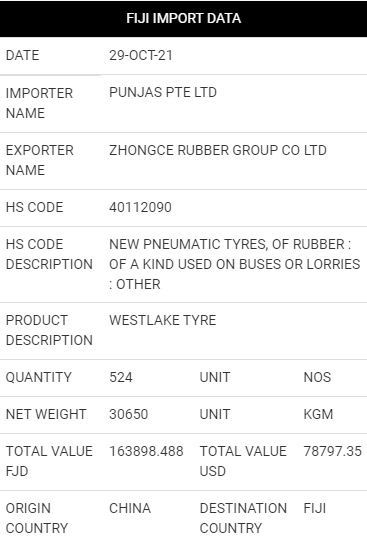 FIJI IMPORT DATA
DATE 29-OCT-21
IMPORTER NAME PUNJAS PTE LTD
EXPORTER NAME ZHONGCE RUBBER GROUP CO LTD
HS CODE 40112090
HS CODE DESCRIPTION NEW PNEUMATIC TYRES, OF RUBBER :
OF A KIND USED ON BUSES OR LORRIES
: OTHER
PRODUCT DESCRIPTION WESTLAKE TYRE
QUANTITY 524 UNIT NOS
NET WEIGHT 30650 UNIT KGM
TOTAL VALUE FJD 163898.488 TOTAL VALUE USD 78797.35
ORIGIN COUNTRY CHINA DESTINATION COUNTRY FIJI